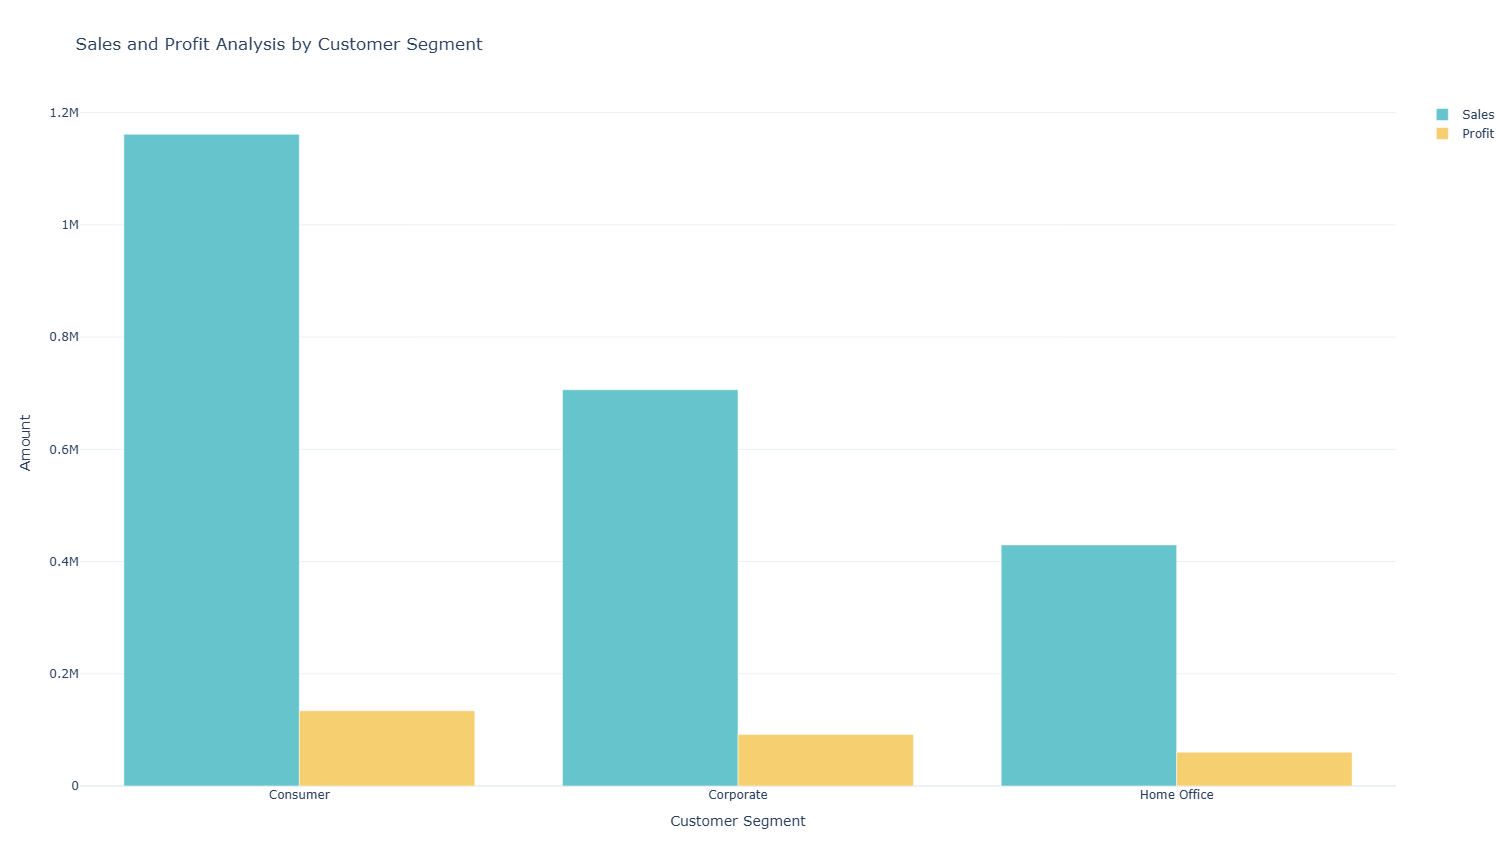 Sales and Profit Analysis by Customer Segment
Sales
Profit
1.2M
1M
0.8M
0.6M
0.4M
0.2M
0
Amount
Consumer
Corporate
Home Office
Customer Segment